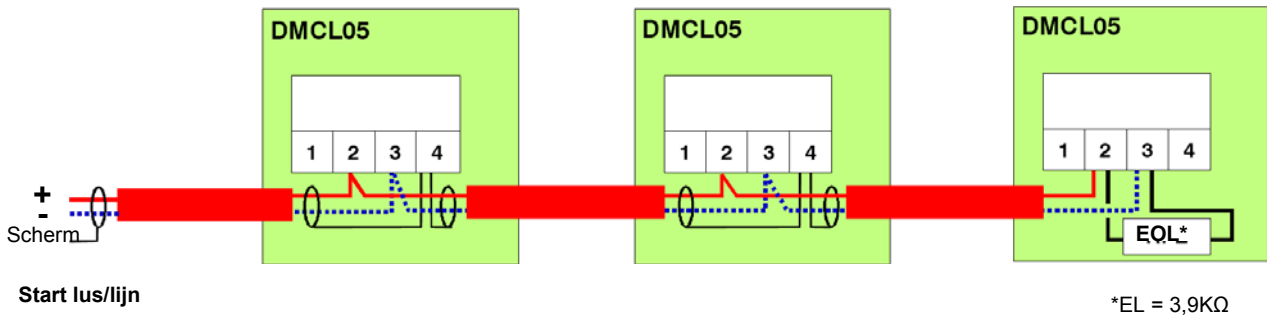 DMCL05 DMCL05 DMCL05
1 2 3 4 1 2 3 4 1 2 3 4
+
-
Scherm
EOL*
Start lus/lijn
*EL = 3,9KΩ